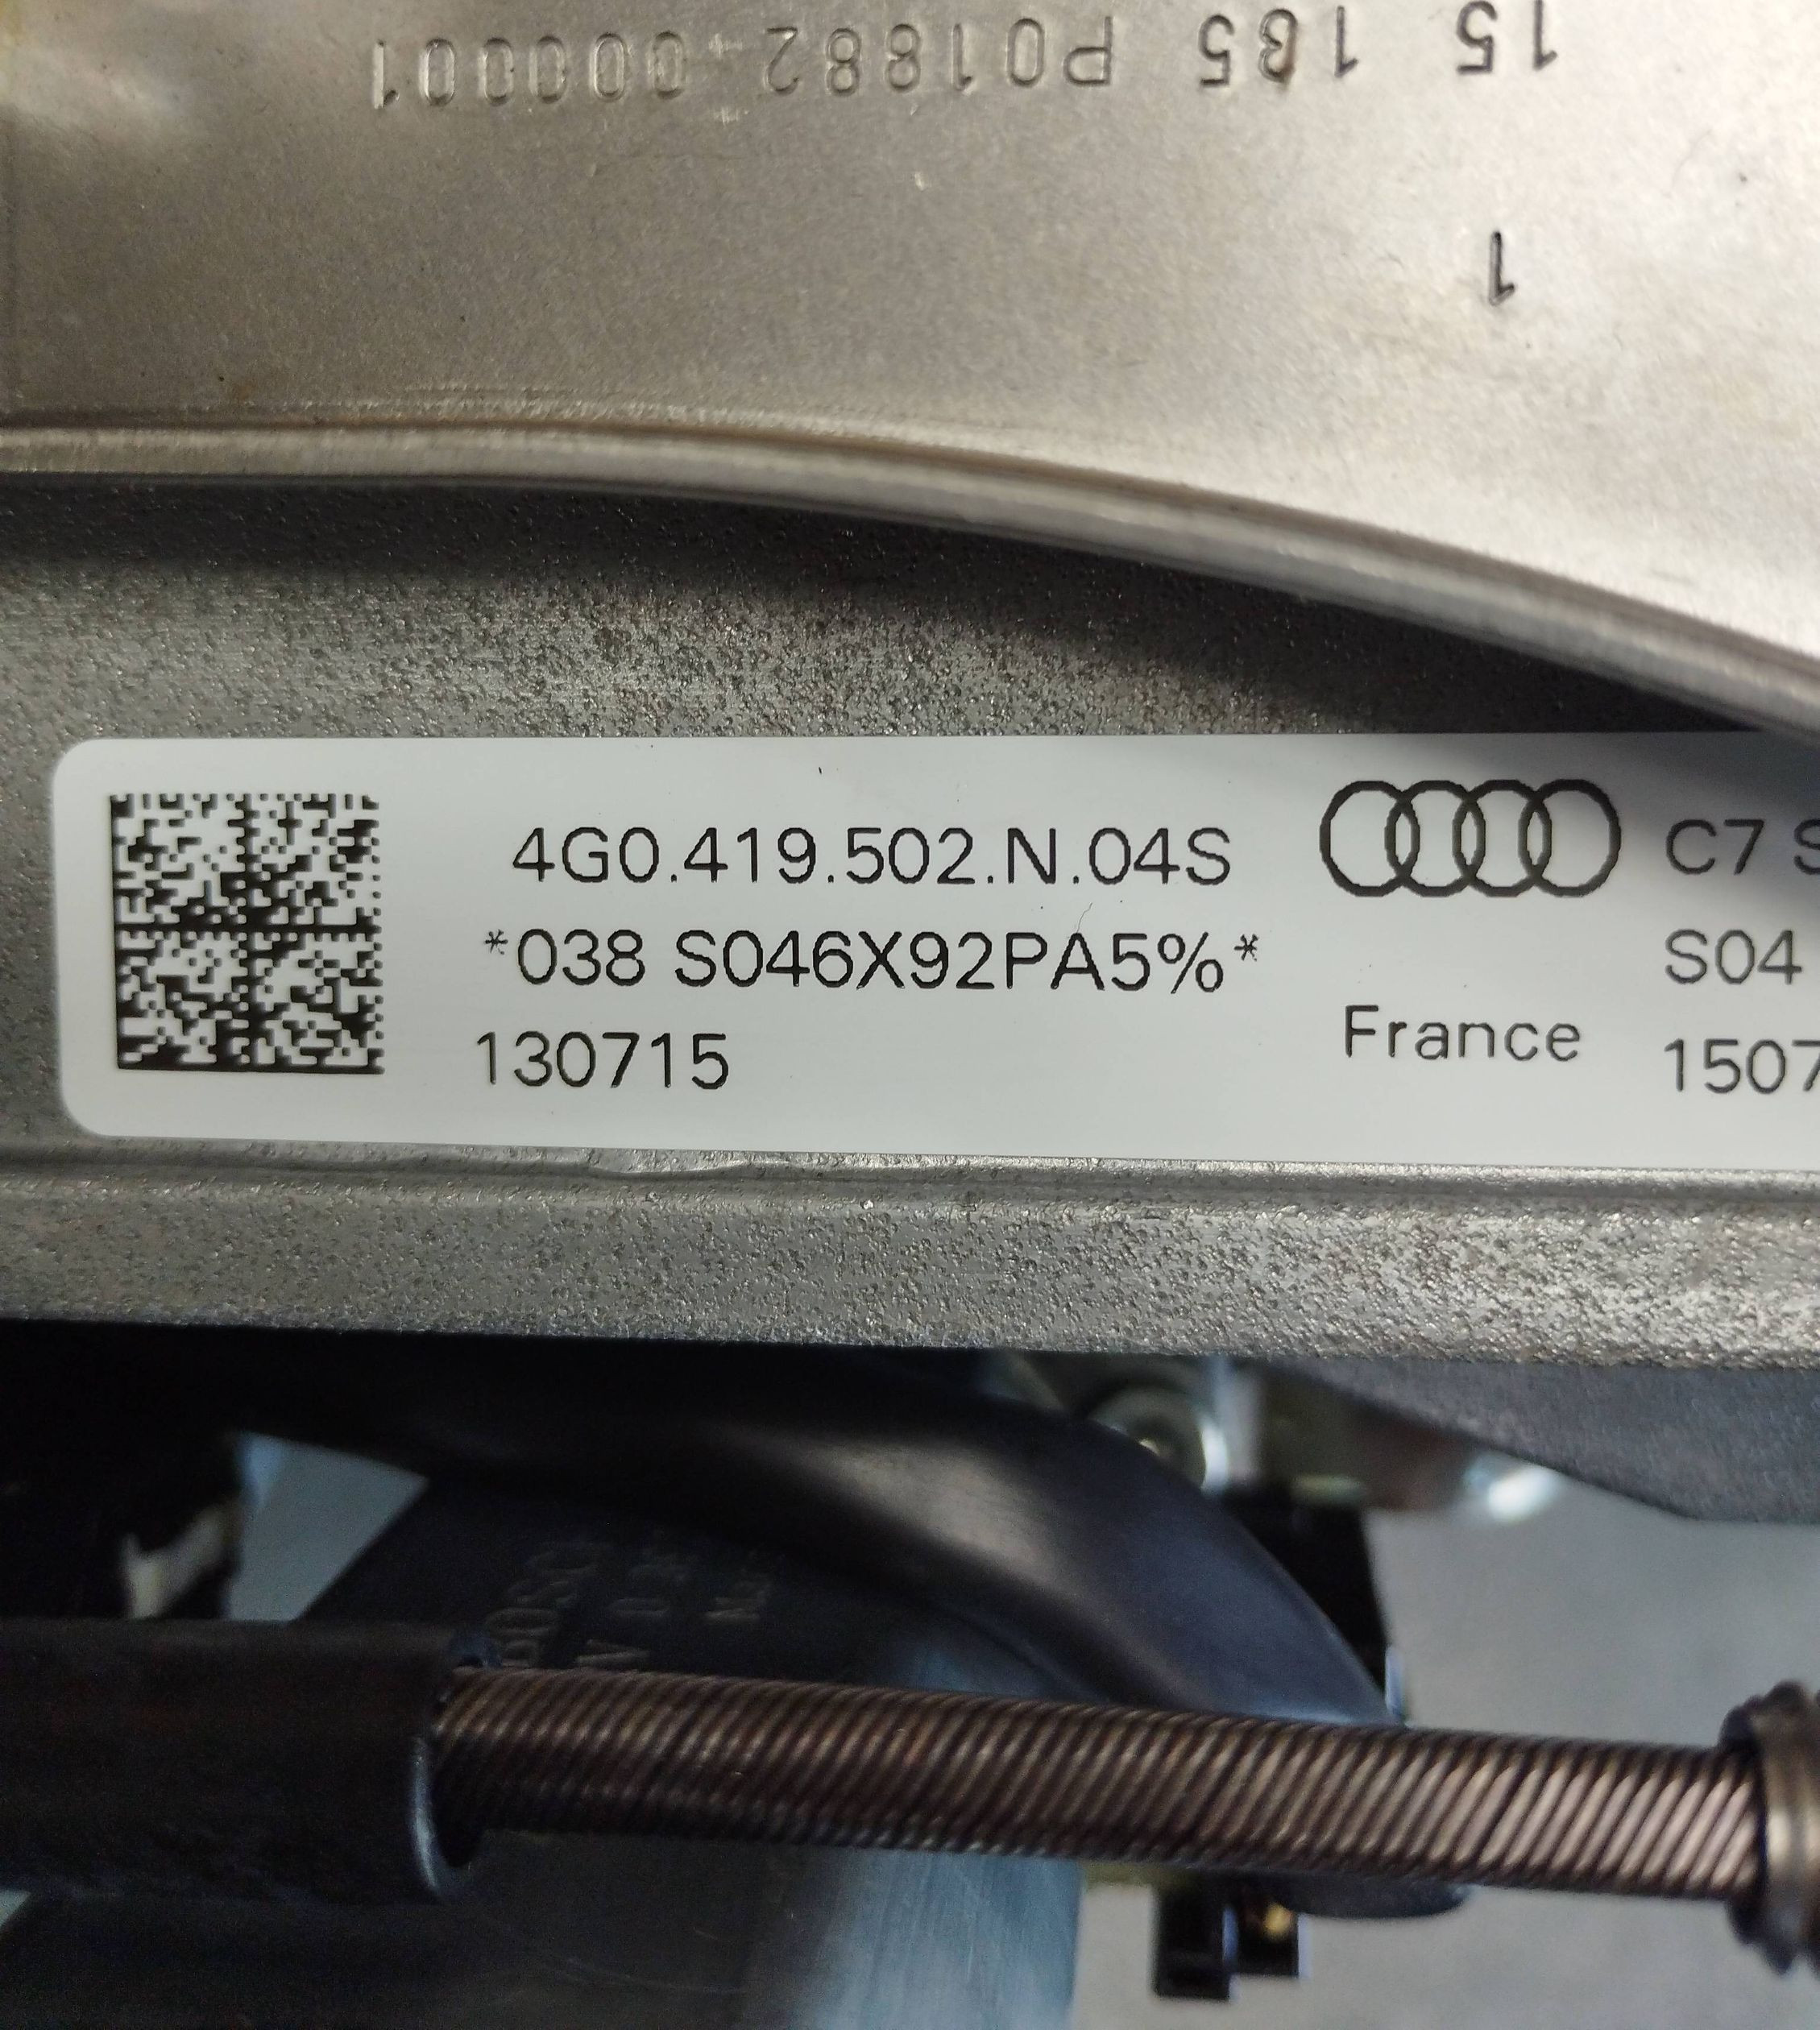 15 185 P01882 000001
1
4G0.419.502.N.04S
*038 S046X92PA5%*
130715
France
C7 S
S04
1507